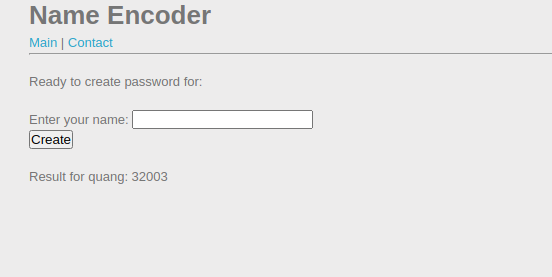 Name Encoder
Main | Contact
Ready to create password for:
Enter your name:
Create
Result for quang: 32003